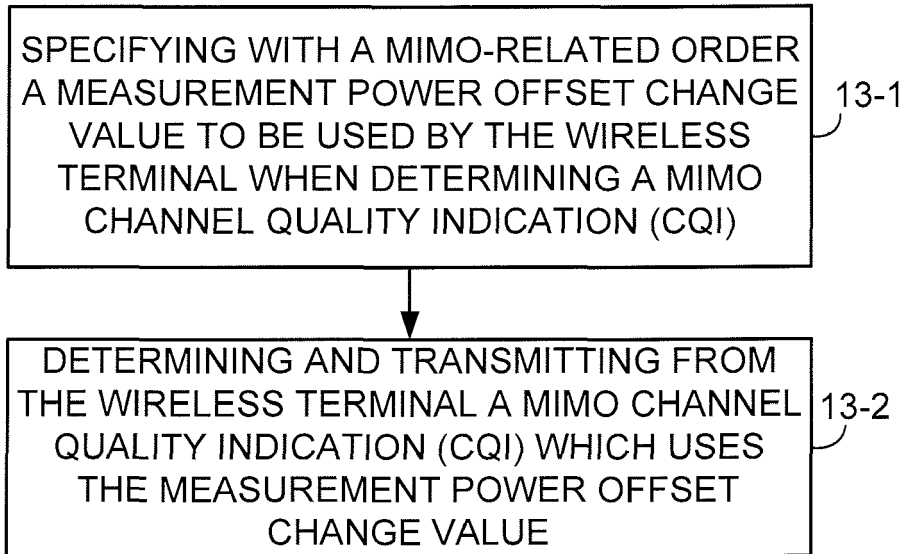 SPECIFYING WITH A MIMO-RELATED ORDER
A MEASUREMENT POWER OFFSET CHANGE
VALUE TO BE USED BY THE WIRELESS
TERMINAL WHEN DETERMINING A MIMO
CHANNEL QUALITY INDICATION (CQI)
13-1
DETERMINING AND TRANSMITTING FROM
THE WIRELESS TERMINAL A MIMO CHANNEL
QUALITY INDICATION (CQI) WHICH USES
THE MEASUREMENT POWER OFFSET
CHANGE VALUE
13-2